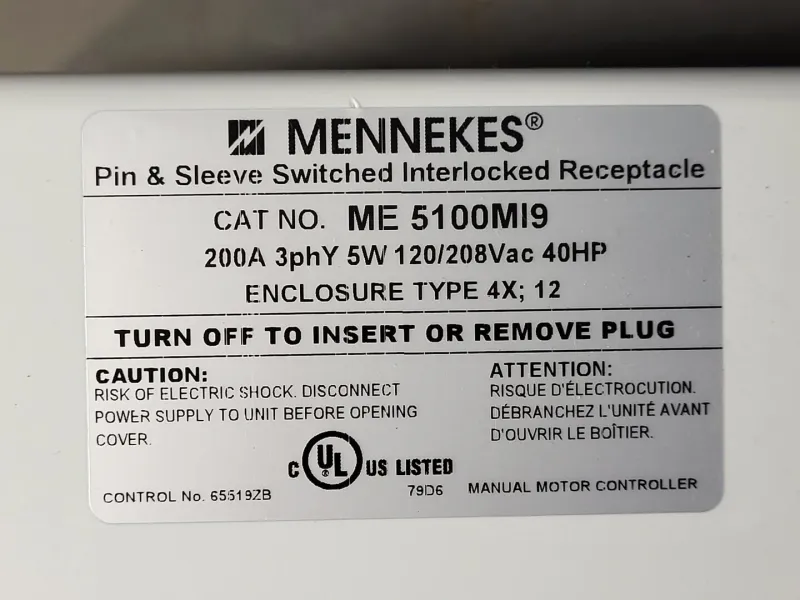 MENNEKES®
Pin & Sleeve Switched Interlocked Receptacle
CAT NO. ME 5100MI9
200A 3phY 5W 120/208Vac 40HP
ENCLOSURE TYPE 4X; 12
TURN OFF TO INSERT OR REMOVE PLUG
CAUTION:
RISK OF ELECTRIC SHOCK. DISCONNECT
POWER SUPPLY TO UNIT BEFORE OPENING
COVER.
ATTENTION:
RISQUE D'ÉLECTROCUTION.
DÉBRANCHEZ L'UNITÉ AVANT
D'OUVRIR LE BOÎTIER.
C UL® US LISTED
CONTROL No. 65519ZB
79D6
MANUAL MOTOR CONTROLLER